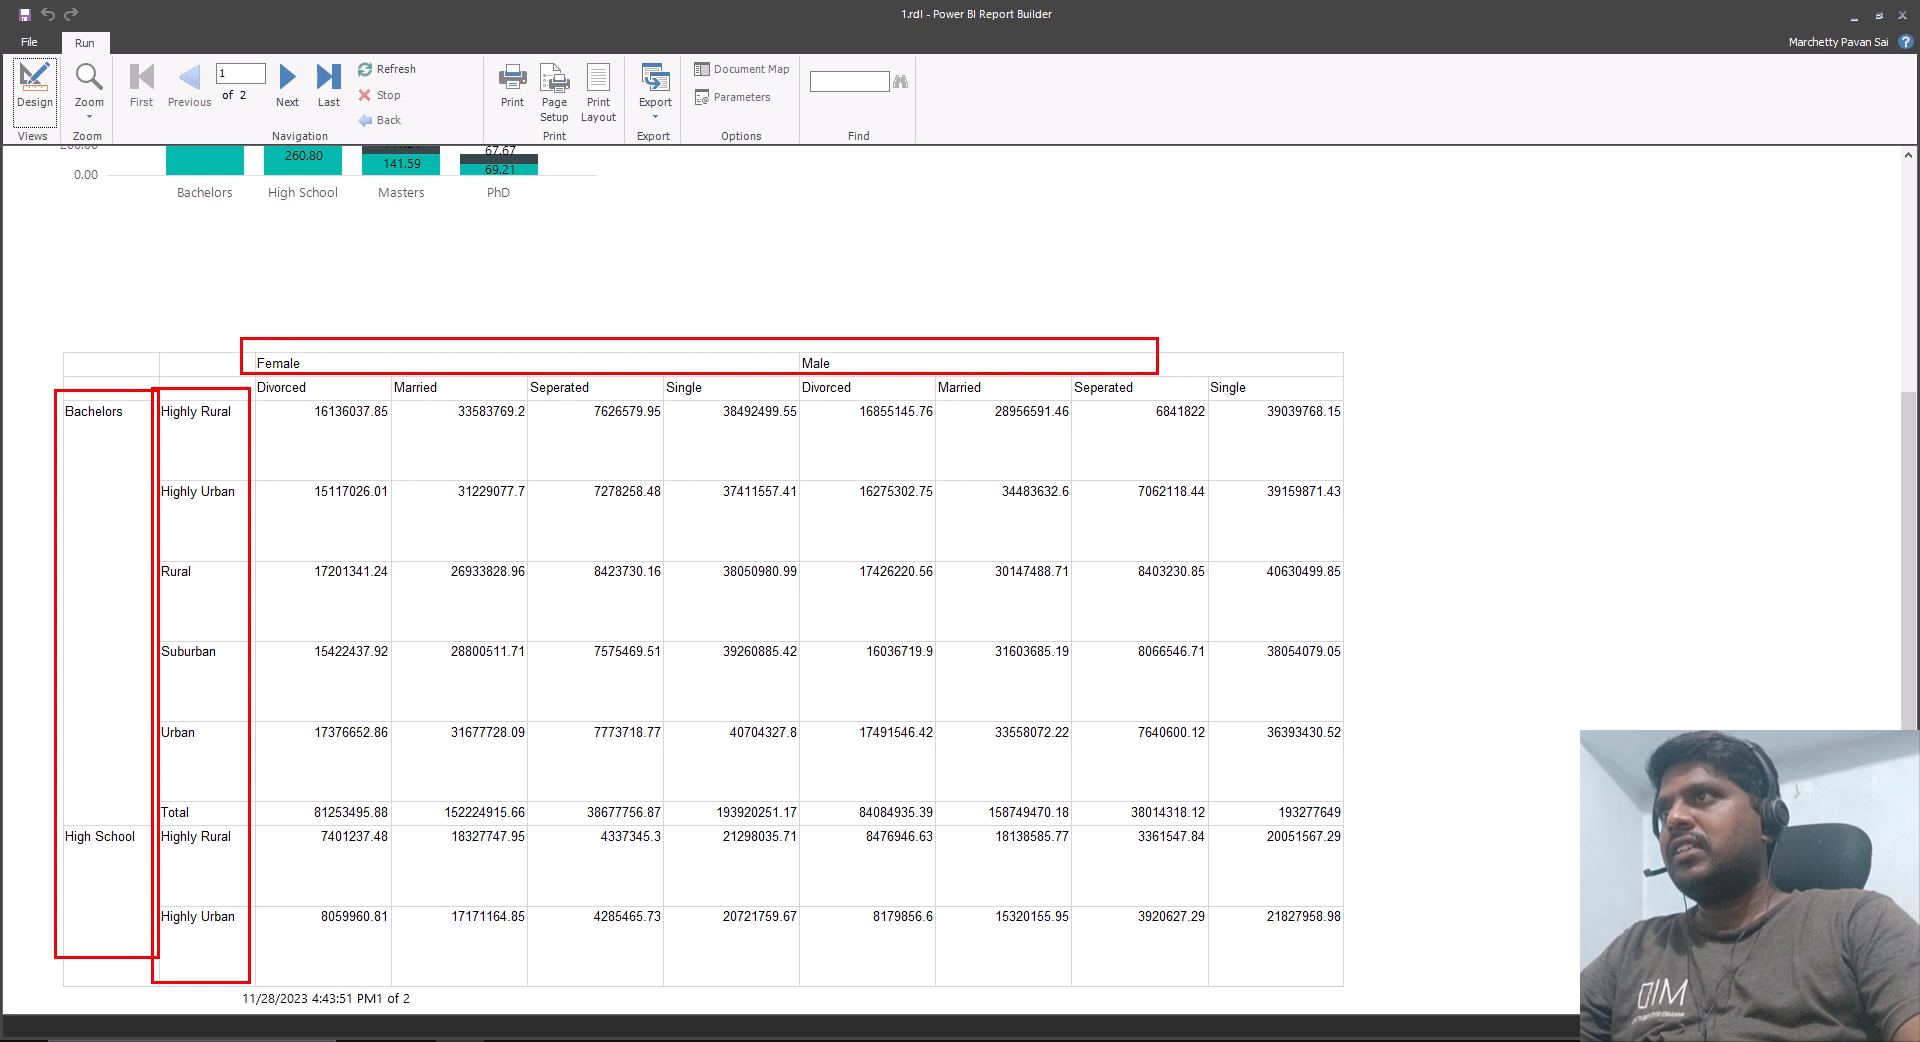 1.rdl - Power BI Report Builder
File Run Marchetty Pavan Sai ?
Design Zoom First Previous 1 of 2 Next Last Refresh Stop Back Print Page Setup Print Layout Export Document Map Parameters
Views Zoom Navigation Print Export Options Find
0.00 260.80 141.59 67.67 69.21
Bachelors High School Masters PhD
Female Male
Divorced Married Seperated Single Divorced Married Seperated Single
Bachelors Highly Rural 16136037.85 33583769.2 7626579.95 38492499.55 16855145.76 28956591.46 6841822 39039768.15
Highly Urban 15117026.01 31229077.7 7278258.48 37411557.41 16275302.75 34483632.6 7062118.44 39159871.43
Rural 17201341.24 26933828.96 8423730.16 38050980.99 17426220.56 30147488.71 8403230.85 40630499.85
Suburban 15422437.92 28800511.71 7575469.51 39260885.42 16036719.9 31603685.19 8066546.71 38054079.05
Urban 17376652.86 31677728.09 7773718.77 40704327.8 17491546.42 33558072.22 7640600.12 36393430.52
Total 81253495.88 152224915.66 38677756.87 193920251.17 84084935.39 158749470.18 38014318.12 193277649
High School Highly Rural 7401237.48 18327747.95 4337345.3 21298035.71 8476946.63 18138585.77 3361547.84 20051567.29
Highly Urban 8059960.81 17171164.85 4285465.73 20721759.67 8179856.6 15320155.95 3920627.29 21827958.98
11/28/2023 4:43:51 PM1 of 2